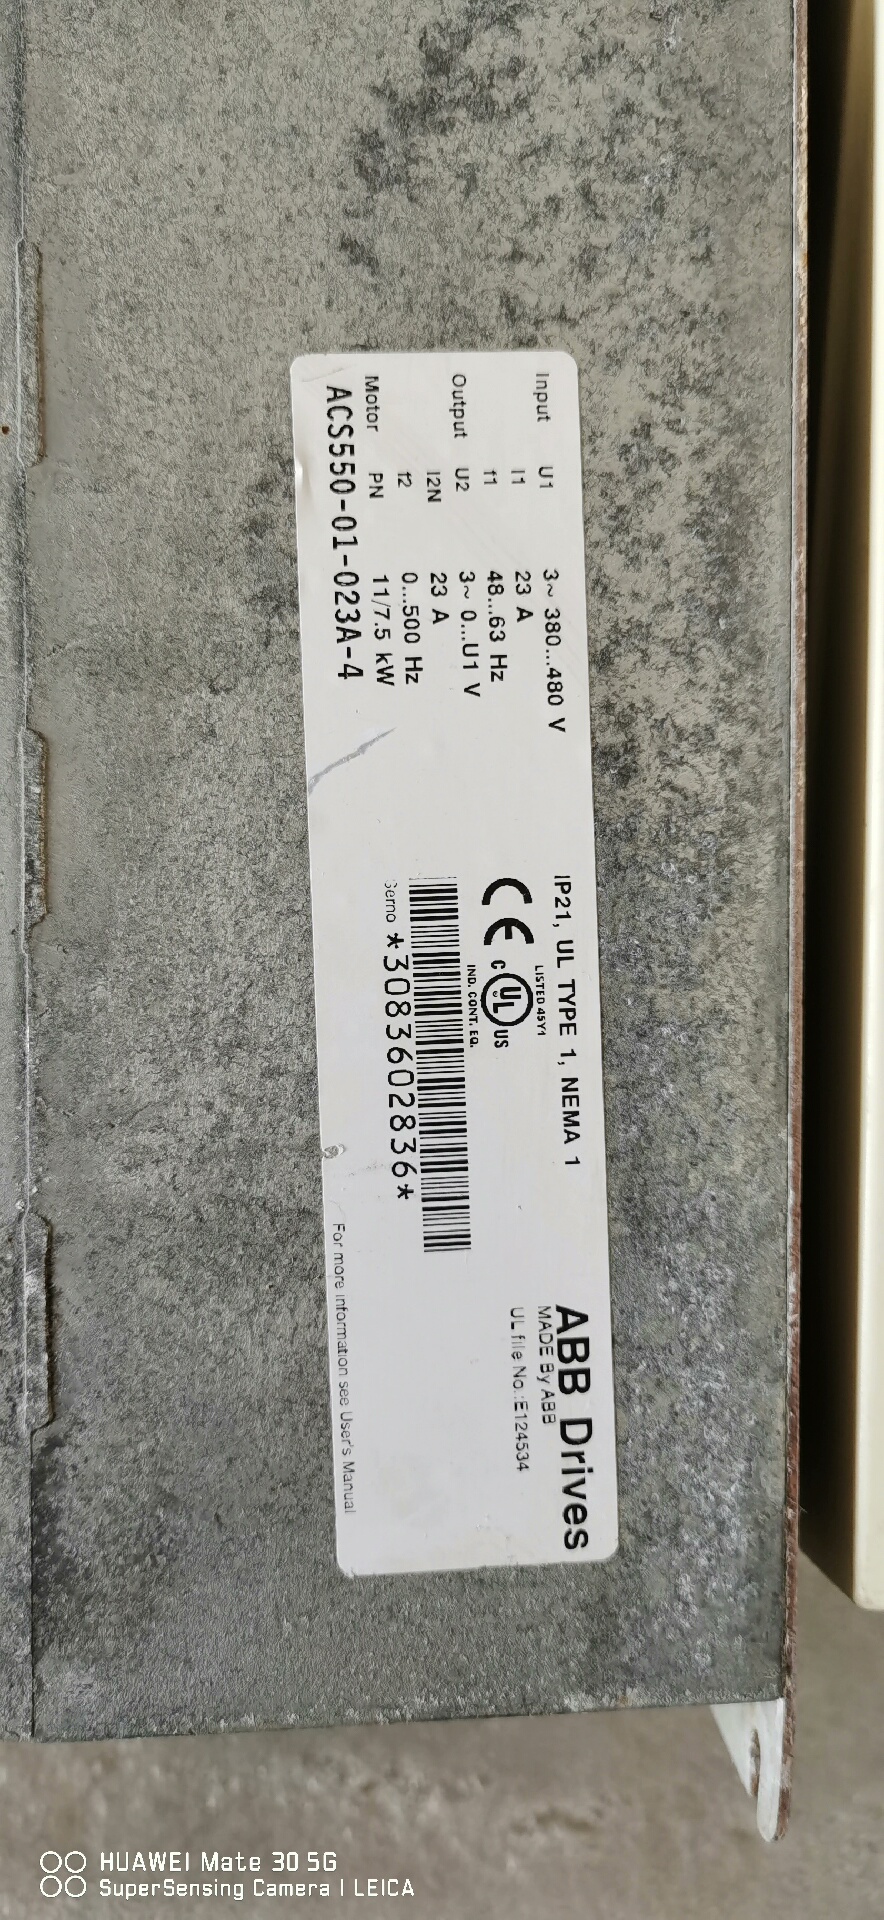 Input U1 3~ 380...480 V
I1 23 A
f1 48...63 Hz
Output U2 3~ 0...U1 V
I2N 23 A
f2 0...500 Hz
Motor PN 11/7.5 kW
ACS550-01-023A-4
IP21, UL TYPE 1, NEMA 1
LISTED 45Y1
CE c UL US
IND. CONT. EQ.
Serno *3083602836*
ABB Drives
MADE By ABB
UL file No.:E124534
For more information see User's Manual
HUAWEI Mate 30 5G
SuperSensing Camera | LEICA